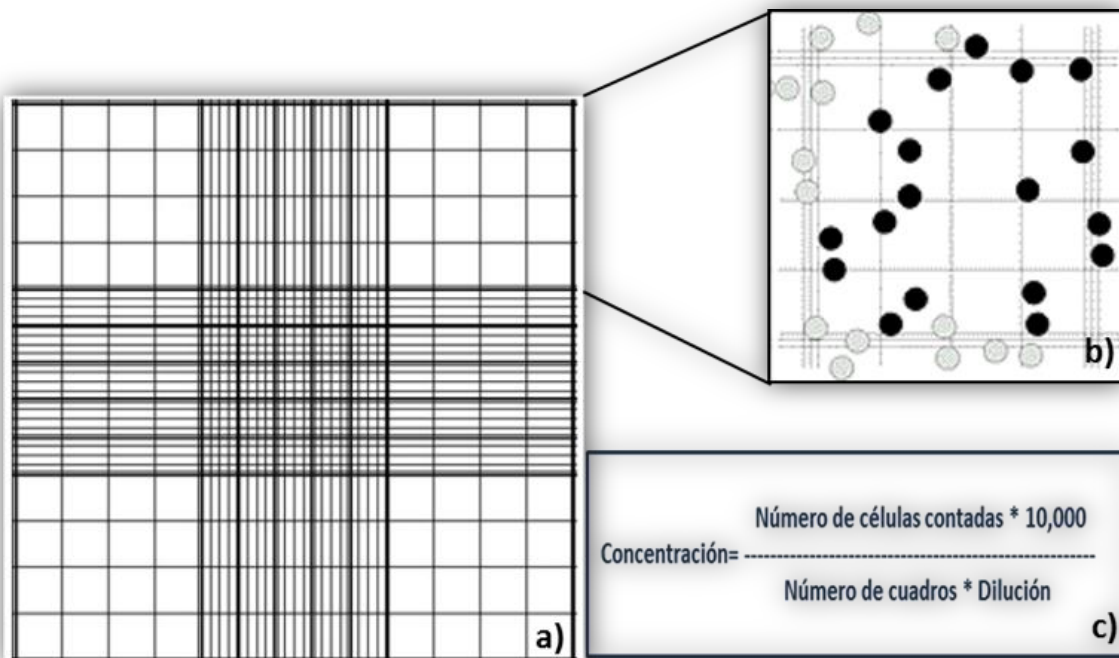 b)
a)
Número de células contadas * 10,000
Concentración= ----------------------------------------------------
Número de cuadros * Dilución
c)